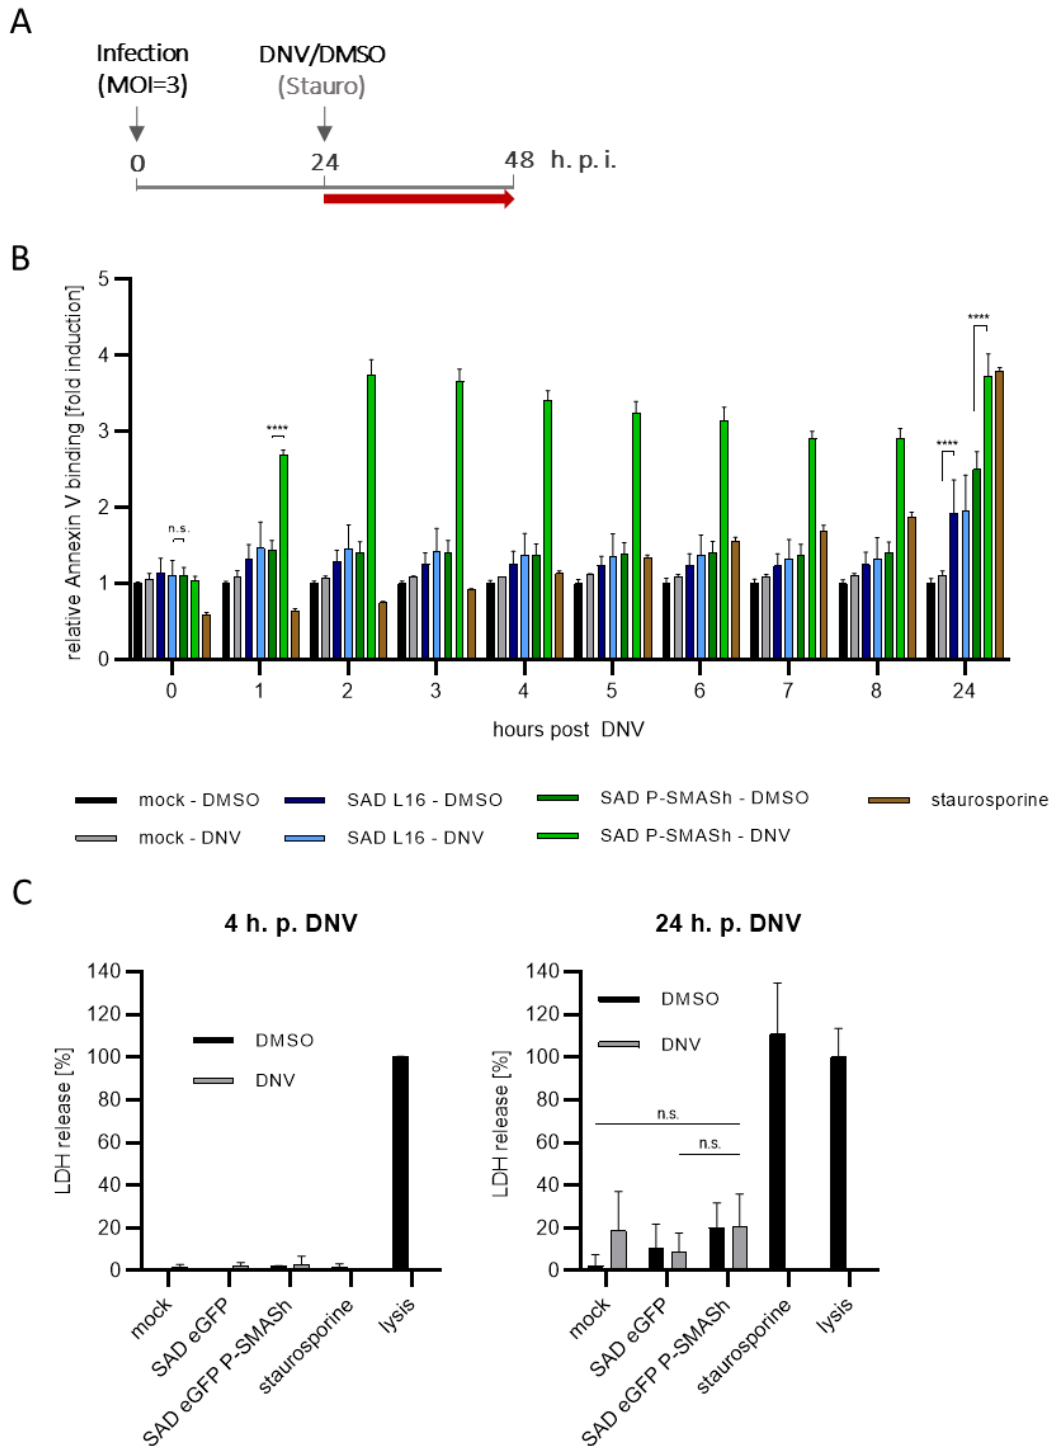 A
Infection
(MOI=3)
DNV/DMSO
(Stauro)
0 24 48 h. p. i.
B
relative Annexin V binding [fold induction]
5
4
3
2
1
0
n.s.
****
****
****
0 1 2 3 4 5 6 7 8 24
hours post DNV
mock - DMSO
SAD L16 - DMSO
SAD P-SMASh - DMSO
staurosporine
mock - DNV
SAD L16 - DNV
SAD P-SMASh - DNV
C
4 h. p. DNV
LDH release [%]
140
120
100
80
60
40
20
0
DMSO
DNV
mock
SAD eGFP
SAD eGFP P-SMASh
staurosporine
lysis
24 h. p. DNV
LDH release [%]
140
120
100
80
60
40
20
0
DMSO
DNV
n.s.
n.s.
mock
SAD eGFP
SAD eGFP P-SMASh
staurosporine
lysis